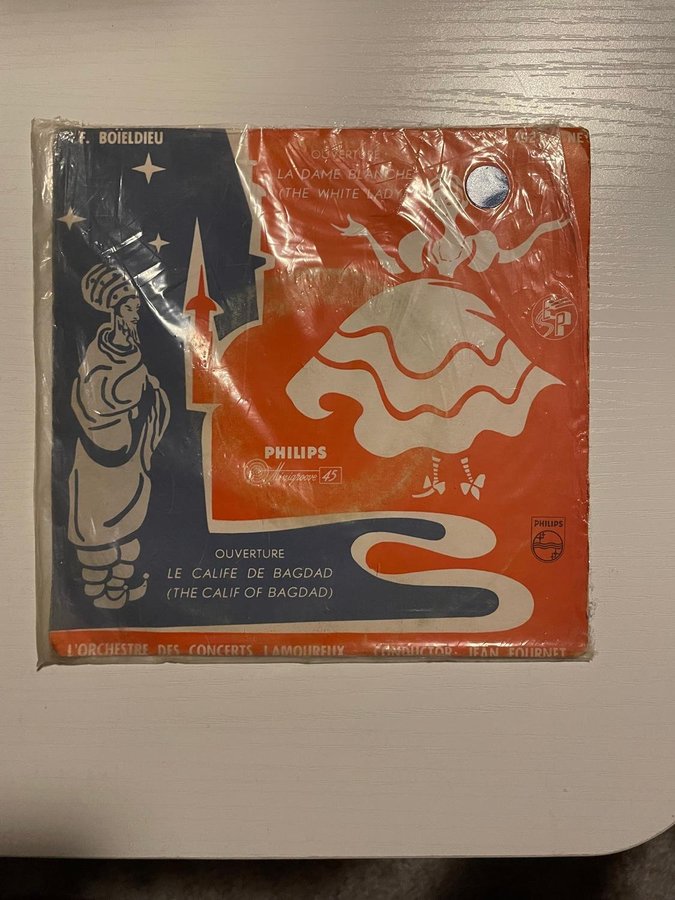 F. BOÏELDIEU
OUVERTURE
LA DAME BLANCHE
(THE WHITE LADY)
PHILIPS
Minigroove 45
PHILIPS
OUVERTURE
LE CALIFE DE BAGDAD
(THE CALIF OF BAGDAD)
L'ORCHESTRE DES CONCERTS LAMOUREUX CONDUCTOR: JEAN FOURNET